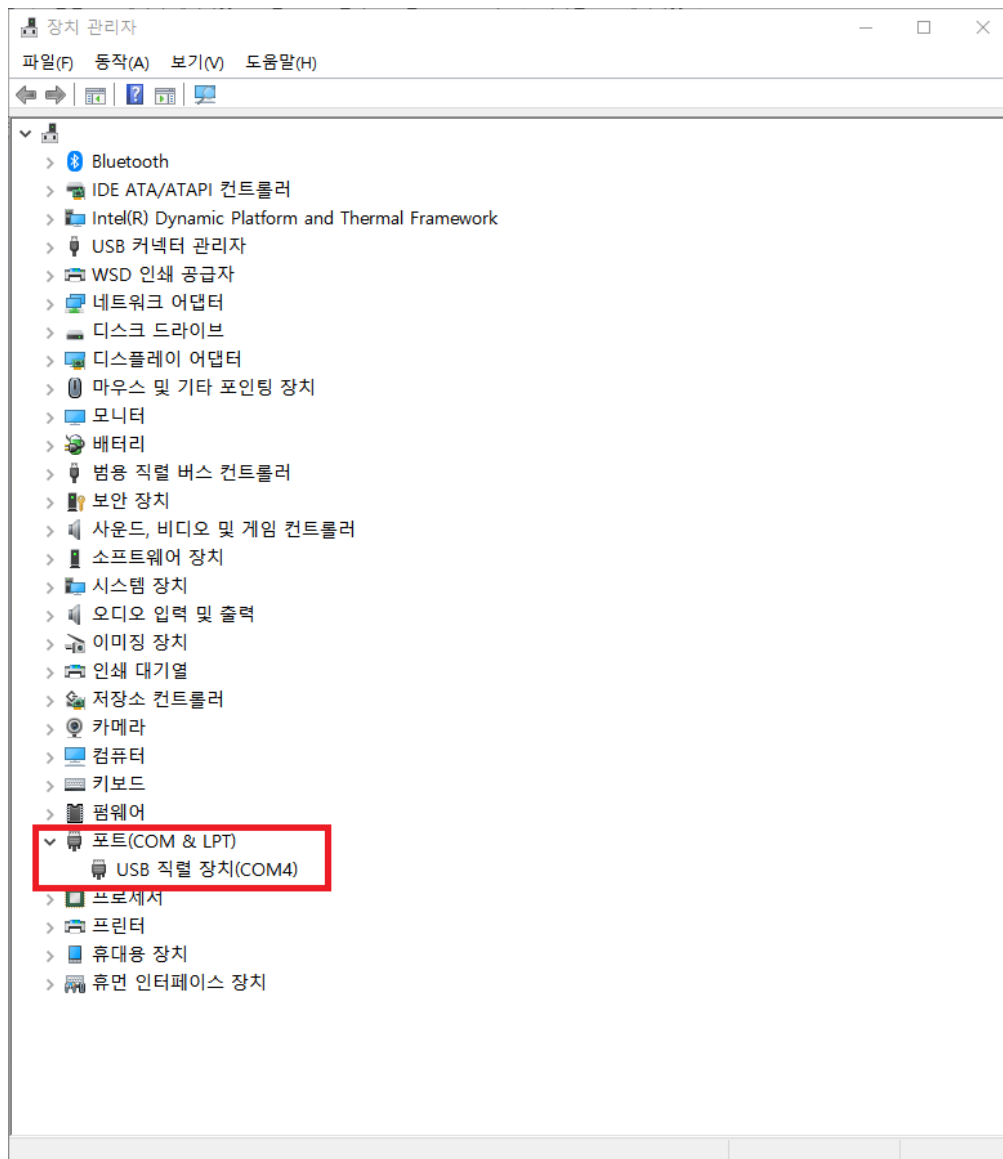 장치 관리자
파일(F) 동작(A) 보기(V) 도움말(H)
Bluetooth
IDE ATA/ATAPI 컨트롤러
Intel(R) Dynamic Platform and Thermal Framework
USB 커넥터 관리자
WSD 인쇄 공급자
네트워크 어댑터
디스크 드라이브
디스플레이 어댑터
마우스 및 기타 포인팅 장치
모니터
배터리
범용 직렬 버스 컨트롤러
보안 장치
사운드, 비디오 및 게임 컨트롤러
소프트웨어 장치
시스템 장치
오디오 입력 및 출력
이미징 장치
인쇄 대기열
저장소 컨트롤러
카메라
컴퓨터
키보드
펌웨어
포트(COM & LPT)
USB 직렬 장치(COM4)
프로세서
프린터
휴대용 장치
휴먼 인터페이스 장치